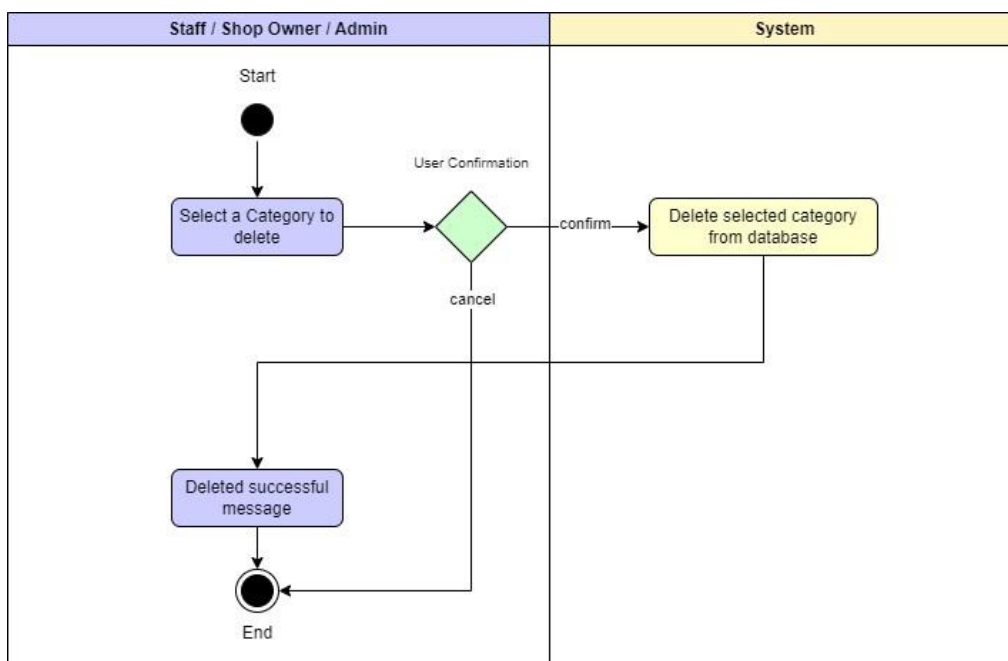 Staff / Shop Owner / Admin
System
Start
User Confirmation
Select a Category to
delete
confirm
Delete selected category
from database
cancel
Deleted successful
message
End